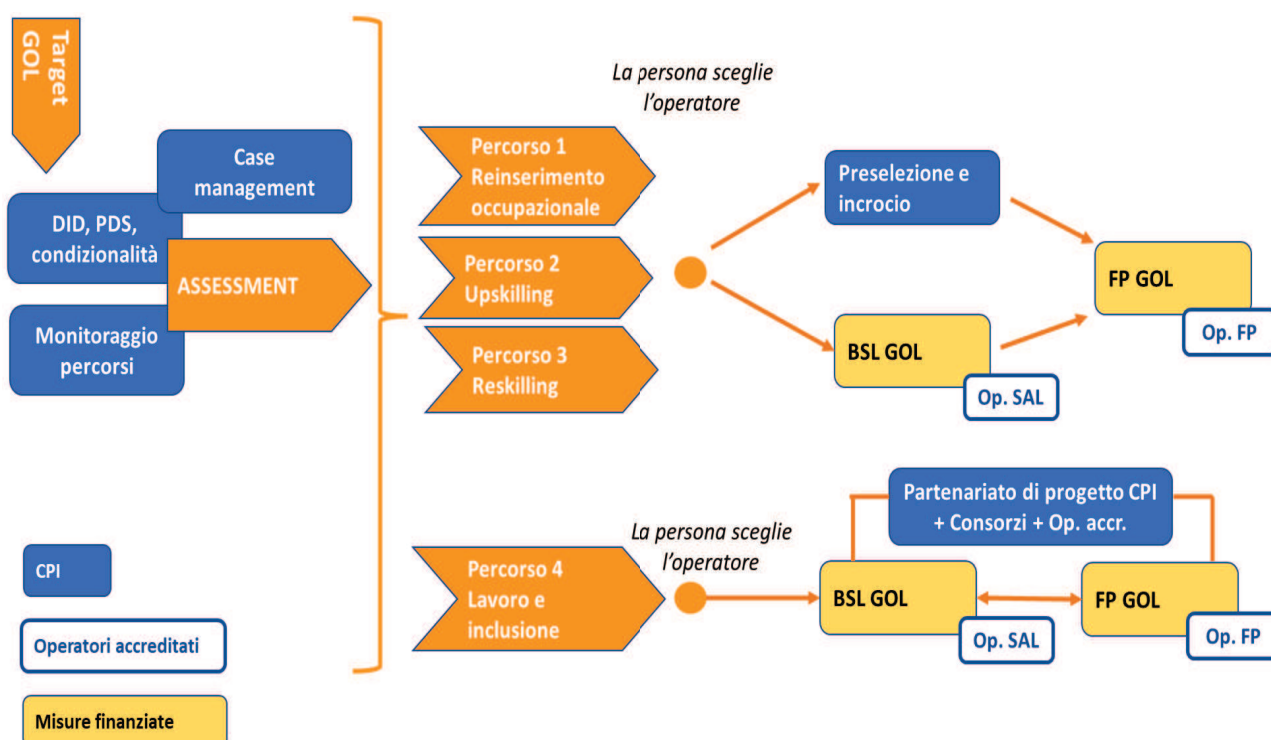 Target
GOL
Case
management
DID, PDS,
condizionalità
ASSESSMENT
Monitoraggio
percorsi
CPI
Operatori accreditati
Misure finanziate
La persona sceglie
l'operatore
Percorso 1
Reinserimento
occupazionale
Percorso 2
Upskilling
Percorso 3
Reskilling
Preselezione e
incrocio
BSL GOL
Op. SAL
FP GOL
Op. FP
Percorso 4
Lavoro e
inclusione
La persona sceglie
l'operatore
Partenariato di progetto CPI
+ Consorzi + Op. accr.
BSL GOL
Op. SAL
FP GOL
Op. FP